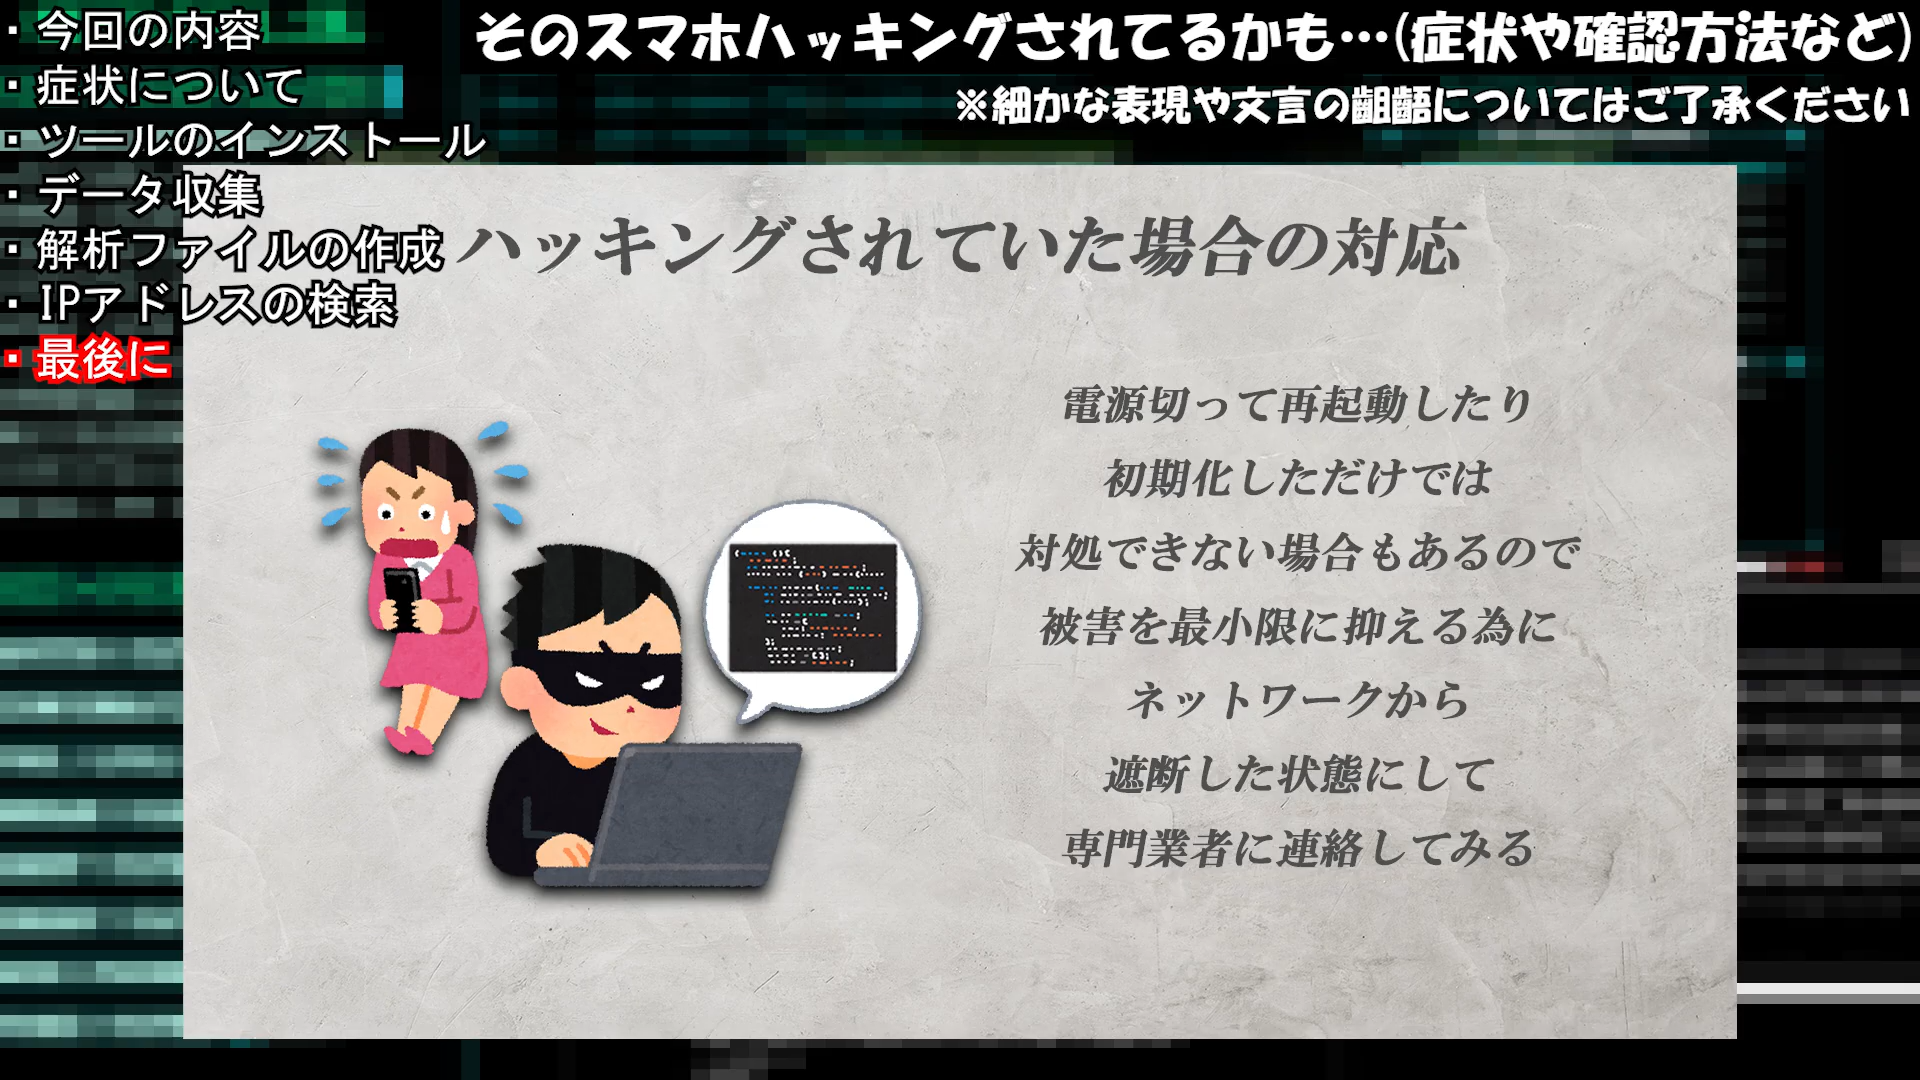 ・今回の内容
・症状について
・ツールのインストール
・データ収集
・解析ファイルの作成
・IPアドレスの検索
・最後に
そのスマホハッキングされてるかも…(症状や確認方法など)
※細かな表現や文言の齟齬についてはご了承ください
ハッキングされていた場合の対応
電源切って再起動したり
初期化しただけでは
対処できない場合もあるので
被害を最小限に抑える為に
ネットワークから
遮断した状態にして
専門業者に連絡してみる